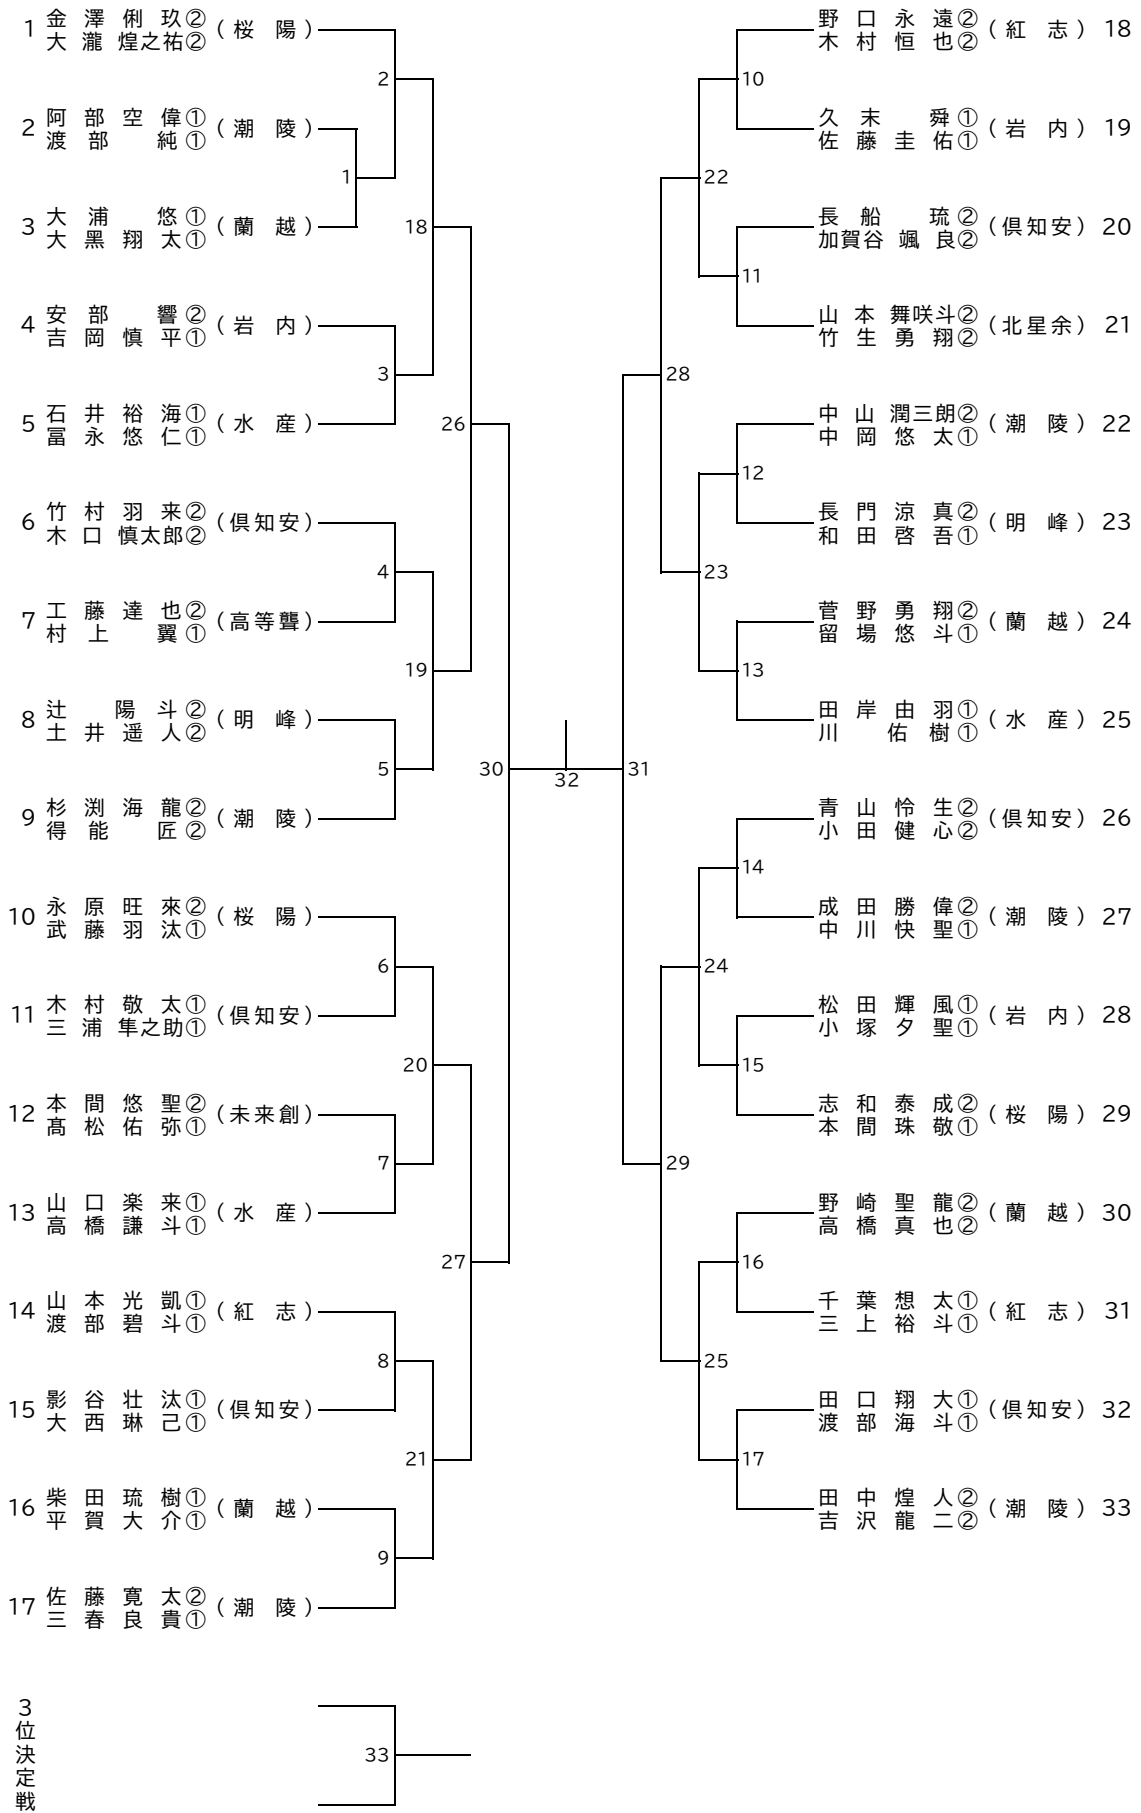 1 金澤俐玖② (桜陽)
大瀧煌之祐②
2 阿部空偉① (潮陵)
渡部純①
3 大浦悠① (蘭越)
大黒翔太①
4 安部響② (岩内)
吉岡慎平①
5 石井裕海① (水産)
冨永悠仁①
6 竹村羽来② (倶知安)
木口慎太郎②
7 工藤達也② (高等聾)
村上翼①
8 辻陽斗② (明峰)
土井遥人②
9 杉渕海龍② (潮陵)
得能匠②
10 永原旺來② (桜陽)
武藤羽汰①
11 木村敬太① (倶知安)
三浦隼之助①
12 本間悠聖② (未来創)
髙松佑弥①
13 山口楽来① (水産)
高橋謙斗①
14 山本光凱① (紅志)
渡部碧斗①
15 影谷壮汰① (倶知安)
大西琳己①
16 柴田琉樹① (蘭越)
平賀大介①
17 佐藤寛太② (潮陵)
三春良貴①
1
2
3
4
5
6
7
8
9
18
19
20
21
26
27
30
32
31
28
29
22
23
24
25
10
11
12
13
14
15
16
17
野口永遠② (紅志) 18
木村恒也②
久末舜① (岩内) 19
佐藤圭佑①
長船琉② (倶知安) 20
加賀谷颯良②
山本舞咲斗② (北星余) 21
竹生勇翔②
中山潤三朗② (潮陵) 22
中岡悠太①
長門涼真② (明峰) 23
和田啓吾①
菅野勇翔② (蘭越) 24
留場悠斗①
田岸由羽① (水産) 25
川佑樹①
青山怜生② (倶知安) 26
小田健心②
成田勝偉② (潮陵) 27
中川快聖①
松田輝風① (岩内) 28
小塚夕聖①
志和泰成② (桜陽) 29
本間珠敬①
野崎聖龍② (蘭越) 30
高橋真也②
千葉想太① (紅志) 31
三上裕斗①
田口翔大① (倶知安) 32
渡部海斗①
田中煌人② (潮陵) 33
吉沢龍二②
3位決定戦
33